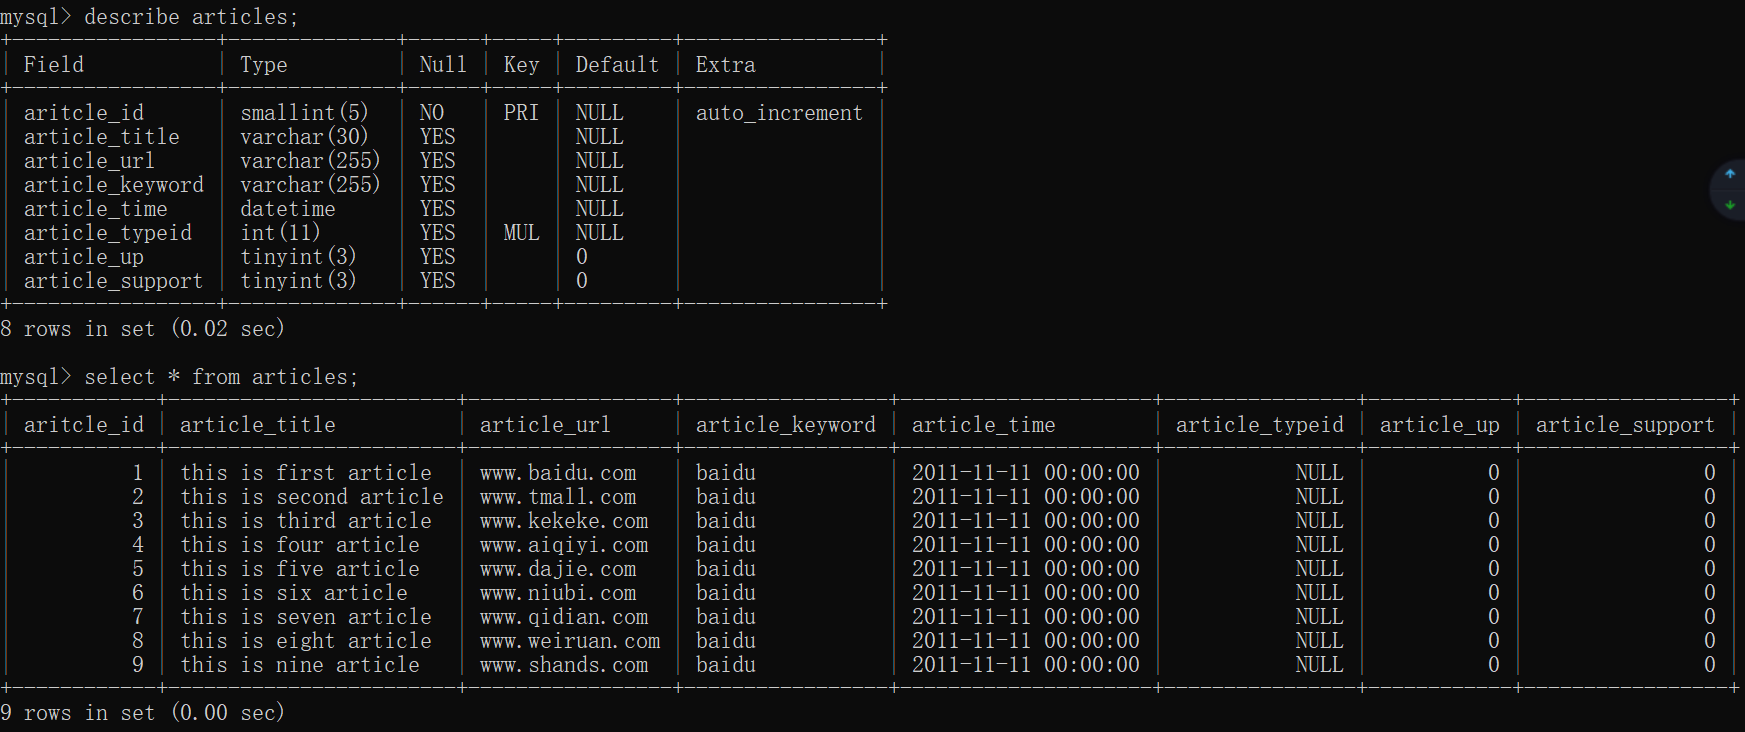 mysql> describe articles;
+-----------------+--------------+------+-----+---------+----------------+
| Field           | Type         | Null | Key | Default | Extra          |
+-----------------+--------------+------+-----+---------+----------------+
| aritcle_id      | smallint(5)  | NO   | PRI | NULL    | auto_increment |
| article_title   | varchar(30)  | YES  |     | NULL    |                |
| article_url     | varchar(255) | YES  |     | NULL    |                |
| article_keyword | varchar(255) | YES  |     | NULL    |                |
| article_time    | datetime     | YES  |     | NULL    |                |
| article_typeid  | int(11)      | YES  | MUL | NULL    |                |
| article_up      | tinyint(3)   | YES  |     | 0       |                |
| article_support | tinyint(3)   | YES  |     | 0       |                |
+-----------------+--------------+------+-----+---------+----------------+
8 rows in set (0.02 sec)

mysql> select * from articles;
+------------+------------------------+-----------------+-----------------+---------------------+----------------+------------+-----------------+
| aritcle_id | article_title          | article_url     | article_keyword | article_time        | article_typeid | article_up | article_support |
+------------+------------------------+-----------------+-----------------+---------------------+----------------+------------+-----------------+
|          1 | this is first article  | www.baidu.com   | baidu           | 2011-11-11 00:00:00 |           NULL |          0 |               0 |
|          2 | this is second article | www.tmall.com   | baidu           | 2011-11-11 00:00:00 |           NULL |          0 |               0 |
|          3 | this is third article  | www.kekeke.com  | baidu           | 2011-11-11 00:00:00 |           NULL |          0 |               0 |
|          4 | this is four article   | www.aiqiyi.com  | baidu           | 2011-11-11 00:00:00 |           NULL |          0 |               0 |
|          5 | this is five article   | www.dajie.com   | baidu           | 2011-11-11 00:00:00 |           NULL |          0 |               0 |
|          6 | this is six article    | www.niubi.com   | baidu           | 2011-11-11 00:00:00 |           NULL |          0 |               0 |
|          7 | this is seven article  | www.qidian.com  | baidu           | 2011-11-11 00:00:00 |           NULL |          0 |               0 |
|          8 | this is eight article  | www.weiruan.com | baidu           | 2011-11-11 00:00:00 |           NULL |          0 |               0 |
|          9 | this is nine article   | www.shands.com  | baidu           | 2011-11-11 00:00:00 |           NULL |          0 |               0 |
+------------+------------------------+-----------------+-----------------+---------------------+----------------+------------+-----------------+
9 rows in set (0.00 sec)